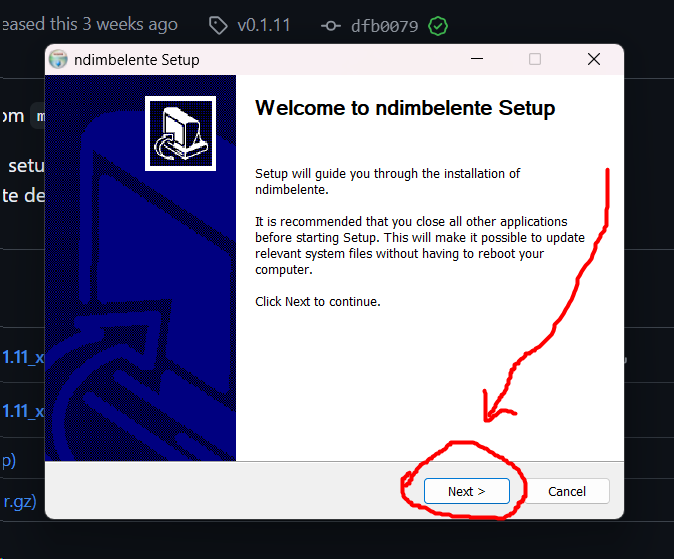 eased this 3 weeks ago v0.1.11 dfb0079
ndimbelente Setup
Welcome to ndimbelente Setup
om m
setu
te de
Setup will guide you through the installation of
ndimbelente.
It is recommended that you close all other applications
before starting Setup. This will make it possible to update
relevant system files without having to reboot your
computer.
Click Next to continue.
1.11_x
1.11_x
p)
r.gz)
Next >
Cancel